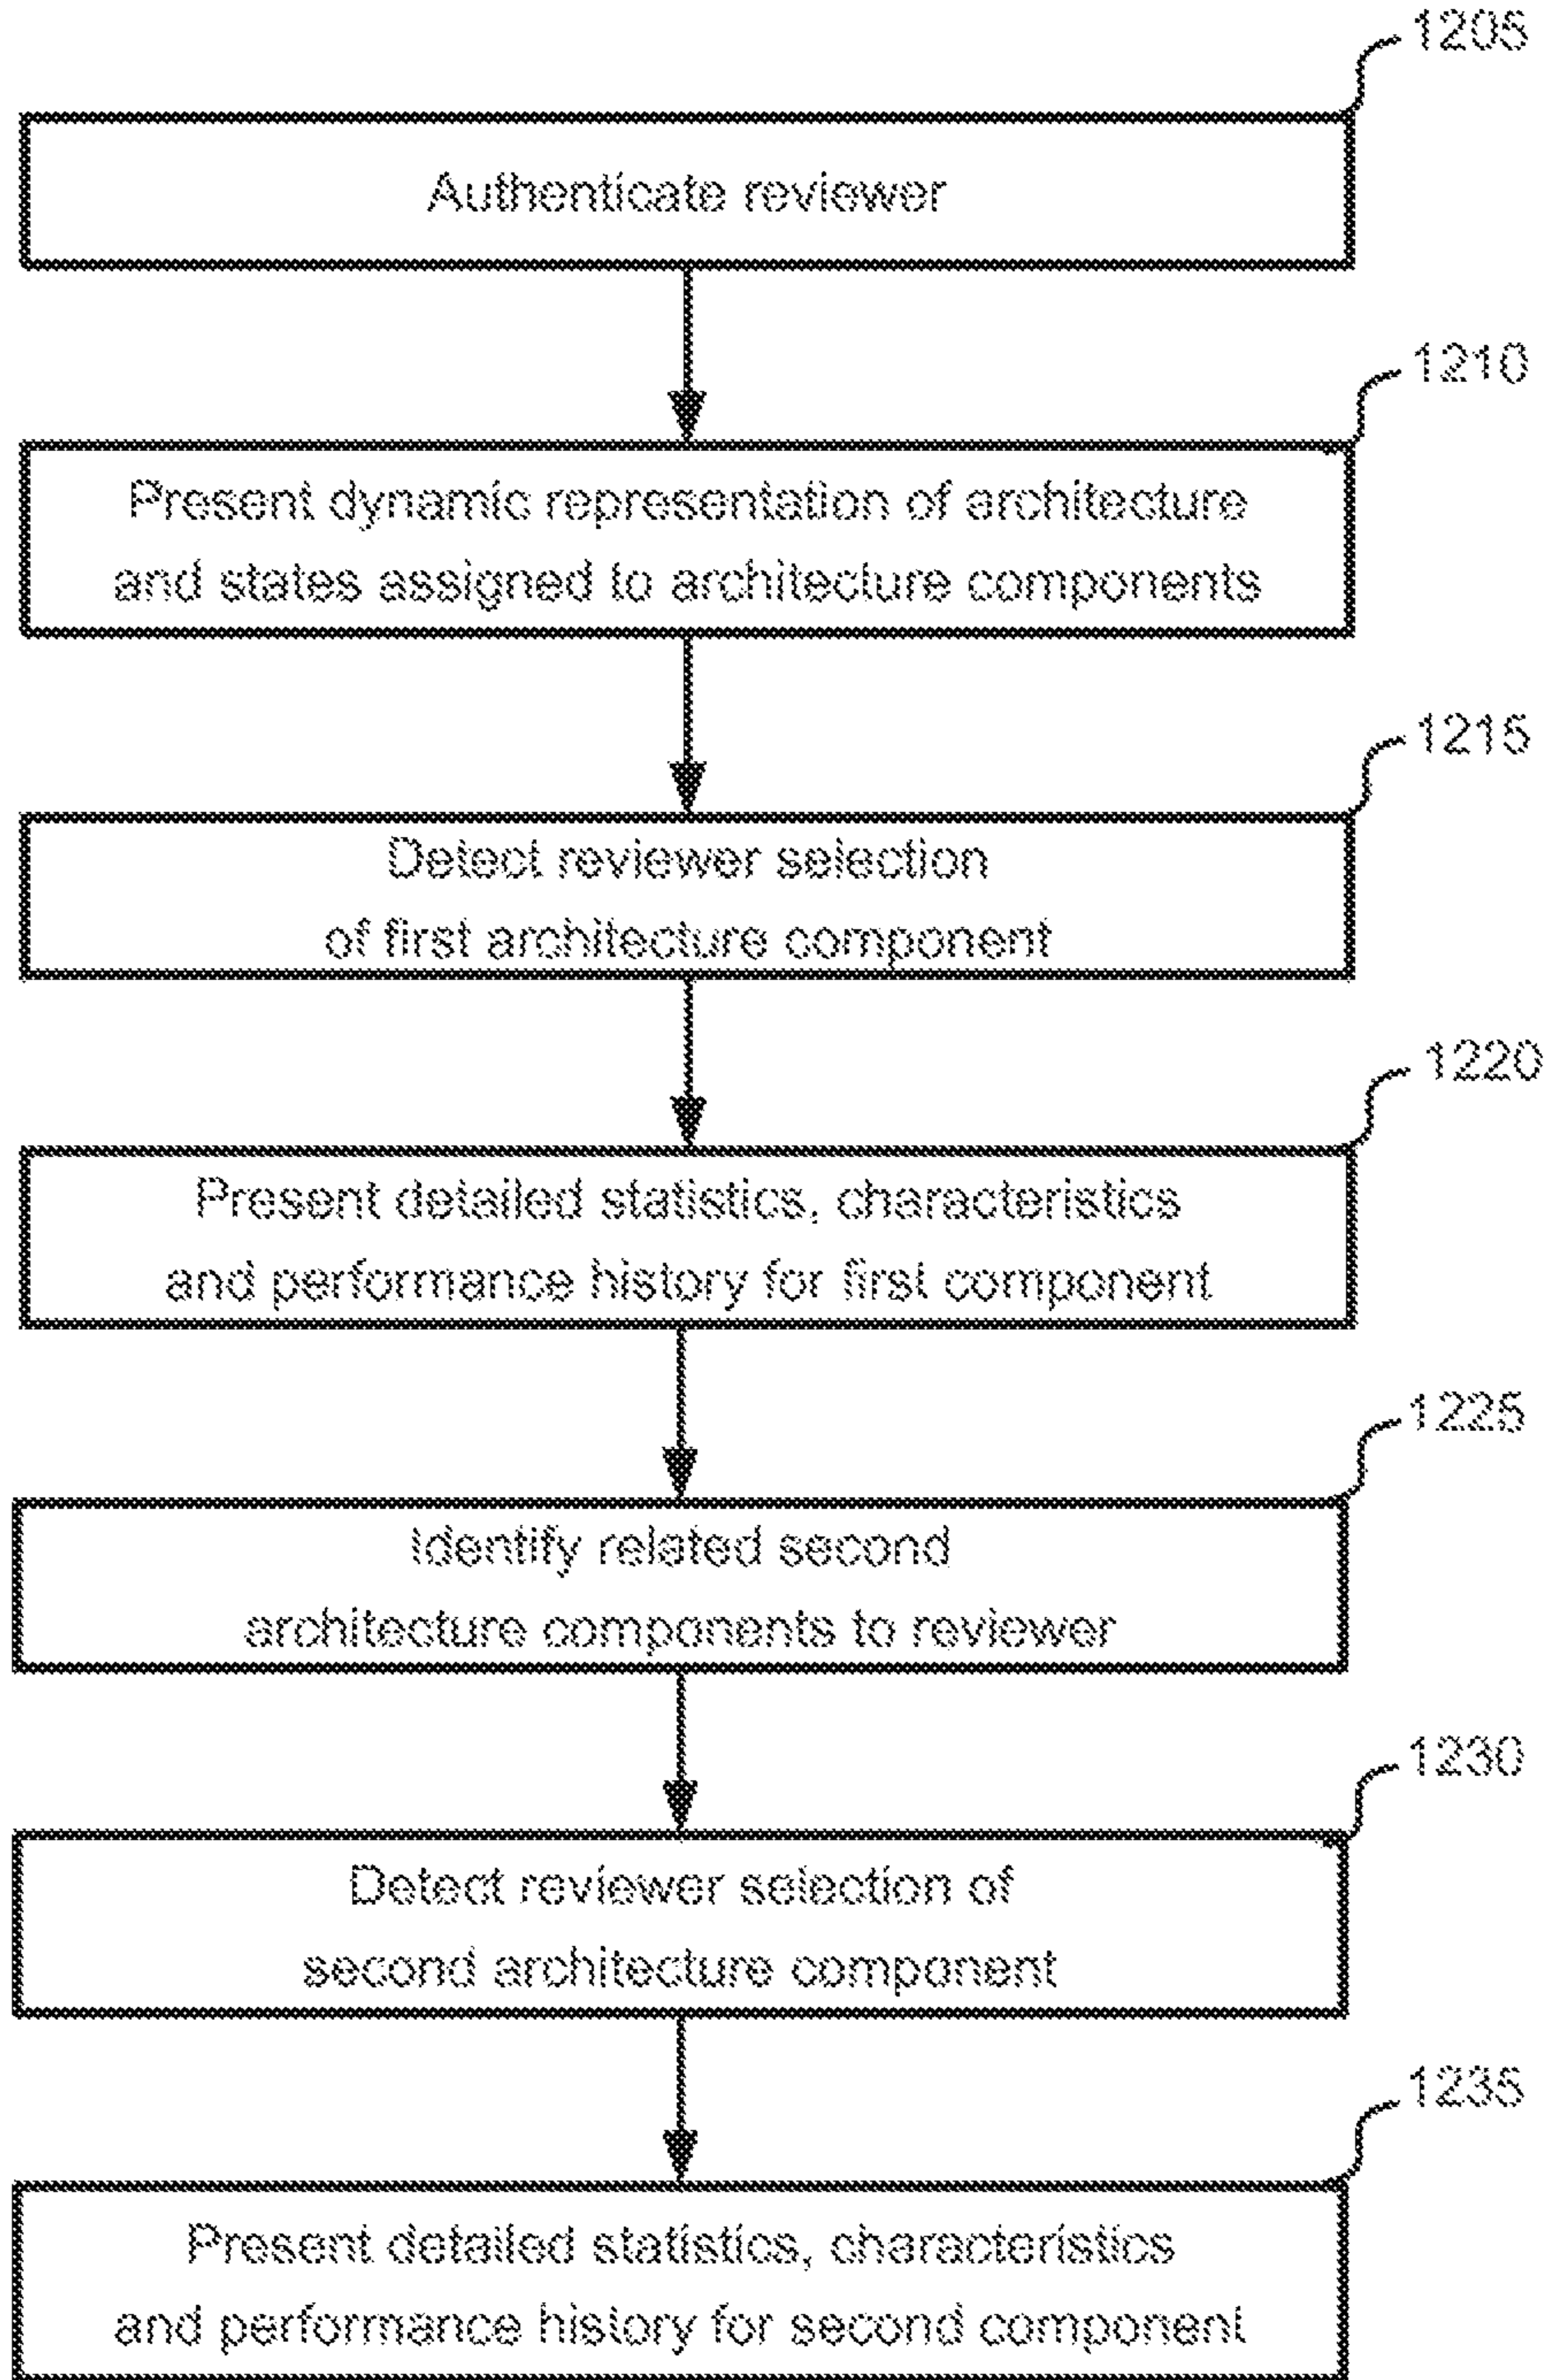 1205
Authenticate reviewer
1210
Present dynamic representation of architecture
and states assigned to architecture components
1215
Detect reviewer selection
of first architecture component
1220
Present detailed statistics, characteristics
and performance history for first component
1225
Identify related second
architecture components to reviewer
1230
Detect reviewer selection of
second architecture component
1235
Present detailed statistics, characteristics
and performance history for second component